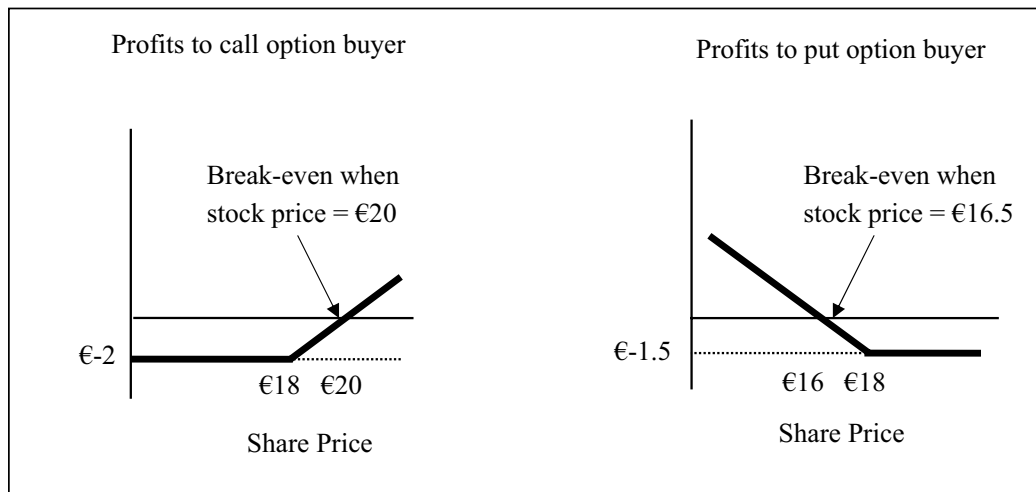 Profits to call option buyer
Break-even when
stock price = €20
€-2
€18
€20
Share Price
Profits to put option buyer
Break-even when
stock price = €16.5
€-1.5
€16
€18
Share Price